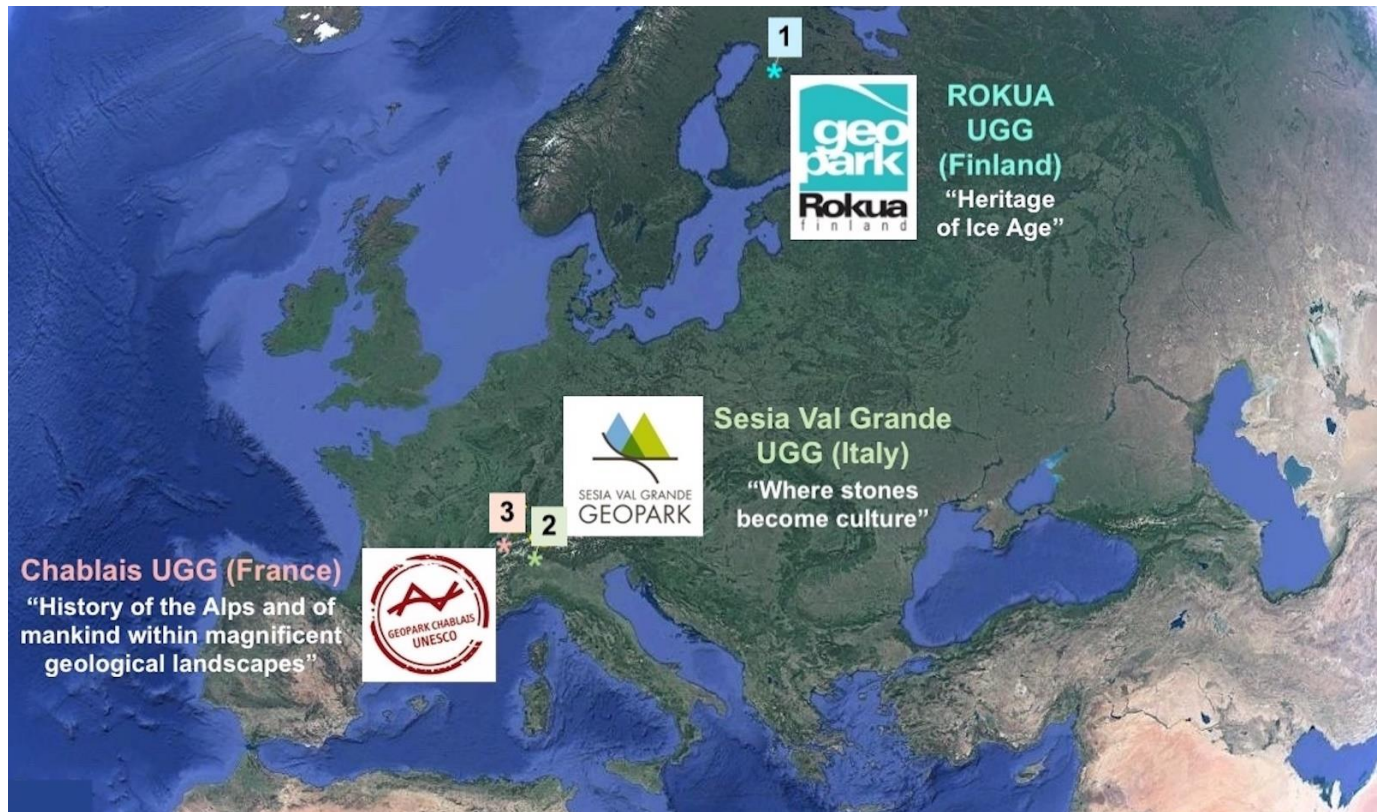 1
geo
park
Rokua
finland
ROKUA
UGG
(Finland)
“Heritage
of Ice Age”
SESIA VAL GRANDE
GEOPARK
Sesia Val Grande
UGG (Italy)
“Where stones
become culture”
3
2
Chablais UGG (France)
“History of the Alps and of
mankind within magnificent
geological landscapes”
GEOPARK CHABLAIS
UNESCO